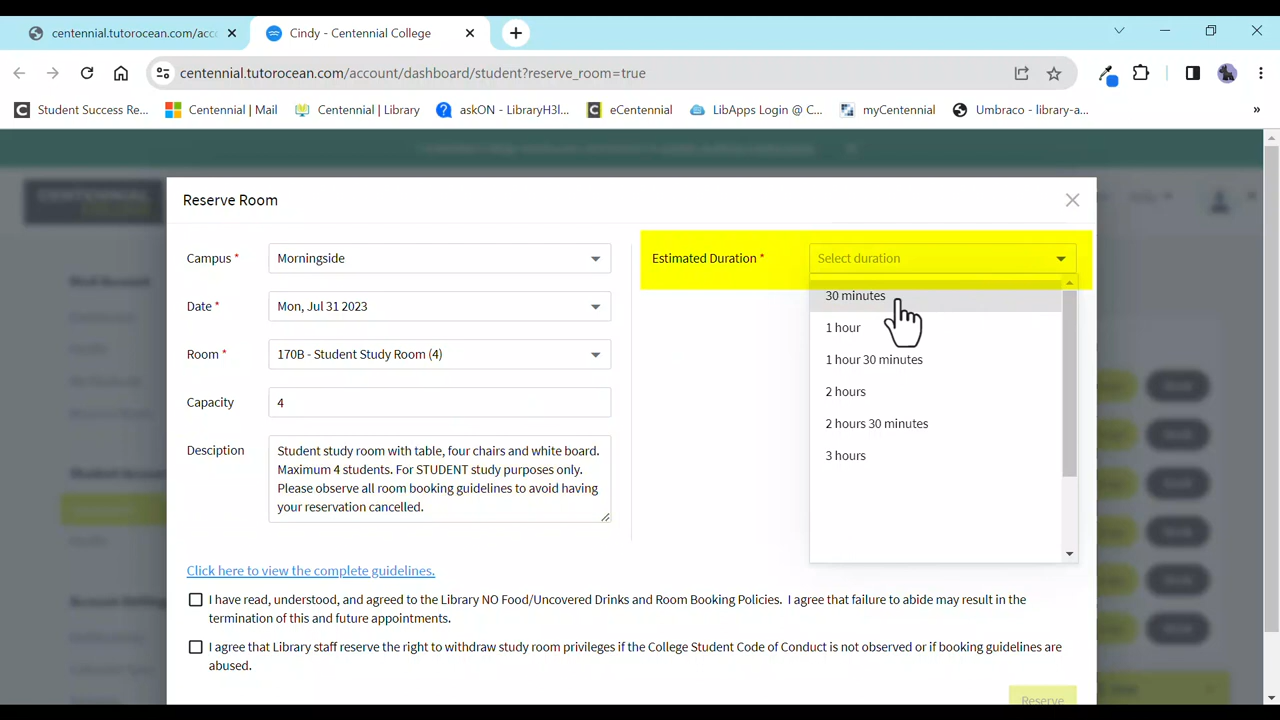 centennial.tutorocean.com/acc
Cindy - Centennial College
centennial.tutorocean.com/account/dashboard/student?reserve_room=true
Student Success Re...
Centennial | Mail
Centennial | Library
askON - LibraryH3l...
eCentennial
LibApps Login @ C...
myCentennial
Umbraco - library-a...
»
Reserve Room
Campus *
Morningside
Date *
Mon, Jul 31 2023
Room *
170B - Student Study Room (4)
Capacity
4
Desciption
Student study room with table, four chairs and white board.
Maximum 4 students. For STUDENT study purposes only.
Please observe all room booking guidelines to avoid having
your reservation cancelled.
Estimated Duration *
Select duration
30 minutes
1 hour
1 hour 30 minutes
2 hours
2 hours 30 minutes
3 hours
Click here to view the complete guidelines.
I have read, understood, and agreed to the Library NO Food/Uncovered Drinks and Room Booking Policies. I agree that failure to abide may result in the
termination of this and future appointments.
I agree that Library staff reserve the right to withdraw study room privileges if the College Student Code of Conduct is not observed or if booking guidelines are
abused.
Reserve